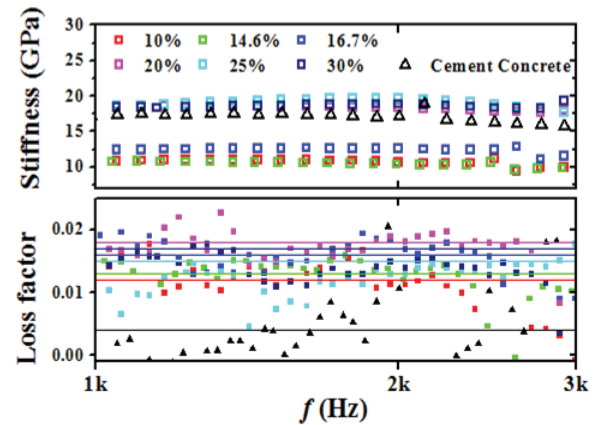 Stiffness (GPa)
30
25
20
15
10
10%
14.6%
16.7%
20%
25%
30%
Cement Concrete
Loss factor
0.02
0.01
0.00
1k
2k
3k
f (Hz)